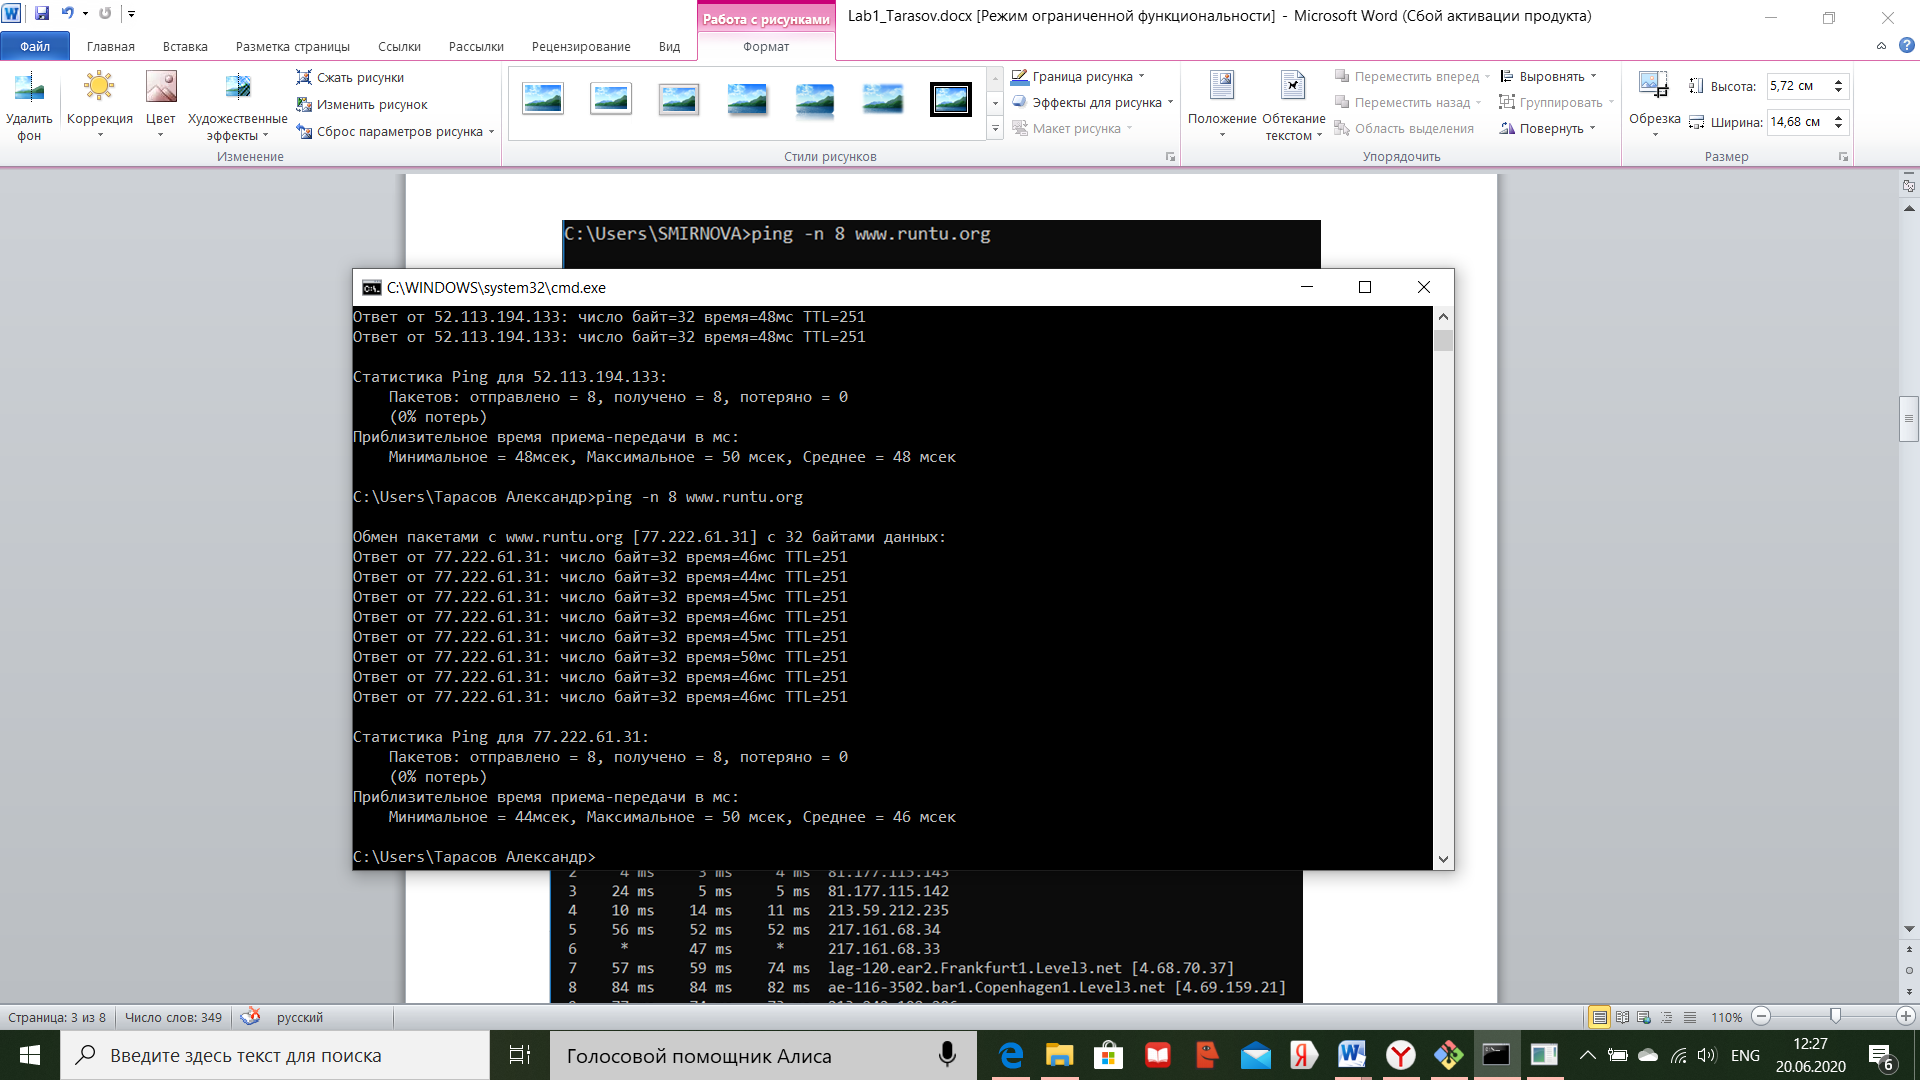 Работа с рисунками
Lab1_Tarasov.docx [Режим ограниченной функциональности] - Microsoft Word (Сбой активации продукта)
Файл Главная Вставка Разметка страницы Ссылки Рассылки Рецензирование Вид Формат
Удалить фон
Коррекция
Цвет
Художественные эффекты
Сжать рисунки
Изменить рисунок
Сброс параметров рисунка
Изменение
Стили рисунков
Граница рисунка
Эффекты для рисунка
Макет рисунка
Положение
Обтекание текстом
Переместить вперед
Переместить назад
Область выделения
Выровнять
Группировать
Повернуть
Упорядочить
Обрезка
Высота: 5,72 см
Ширина: 14,68 см
Размер
C:\Users\SMIRNOVA>ping -n 8 www.runtu.org
C:\WINDOWS\system32\cmd.exe
Ответ от 52.113.194.133: число байт=32 время=48мс TTL=251
Ответ от 52.113.194.133: число байт=32 время=48мс TTL=251
Статистика Ping для 52.113.194.133:
Пакетов: отправлено = 8, получено = 8, потеряно = 0
(0% потерь)
Приблизительное время приема-передачи в мс:
Минимальное = 48мсек, Максимальное = 50 мсек, Среднее = 48 мсек
C:\Users\Тарасов Александр>ping -n 8 www.runtu.org
Обмен пакетами с www.runtu.org [77.222.61.31] с 32 байтами данных:
Ответ от 77.222.61.31: число байт=32 время=46мс TTL=251
Ответ от 77.222.61.31: число байт=32 время=44мс TTL=251
Ответ от 77.222.61.31: число байт=32 время=45мс TTL=251
Ответ от 77.222.61.31: число байт=32 время=46мс TTL=251
Ответ от 77.222.61.31: число байт=32 время=45мс TTL=251
Ответ от 77.222.61.31: число байт=32 время=50мс TTL=251
Ответ от 77.222.61.31: число байт=32 время=46мс TTL=251
Ответ от 77.222.61.31: число байт=32 время=46мс TTL=251
Статистика Ping для 77.222.61.31:
Пакетов: отправлено = 8, получено = 8, потеряно = 0
(0% потерь)
Приблизительное время приема-передачи в мс:
Минимальное = 44мсек, Максимальное = 50 мсек, Среднее = 46 мсек
C:\Users\Тарасов Александр>
2 4 ms 3 ms 4 ms 81.177.115.143
3 24 ms 5 ms 5 ms 81.177.115.142
4 10 ms 14 ms 11 ms 213.59.212.235
5 56 ms 52 ms 52 ms 217.161.68.34
6 * 47 ms * 217.161.68.33
7 57 ms 59 ms 74 ms lag-120.ear2.Frankfurt1.Level3.net [4.68.70.37]
8 84 ms 84 ms 82 ms ae-116-3502.bar1.Copenhagen1.Level3.net [4.69.159.21]
Страница: 3 из 8 Число слов: 349 русский 110%
Введите здесь текст для поиска
Голосовой помощник Алиса
ENG
12:27
20.06.2020
6